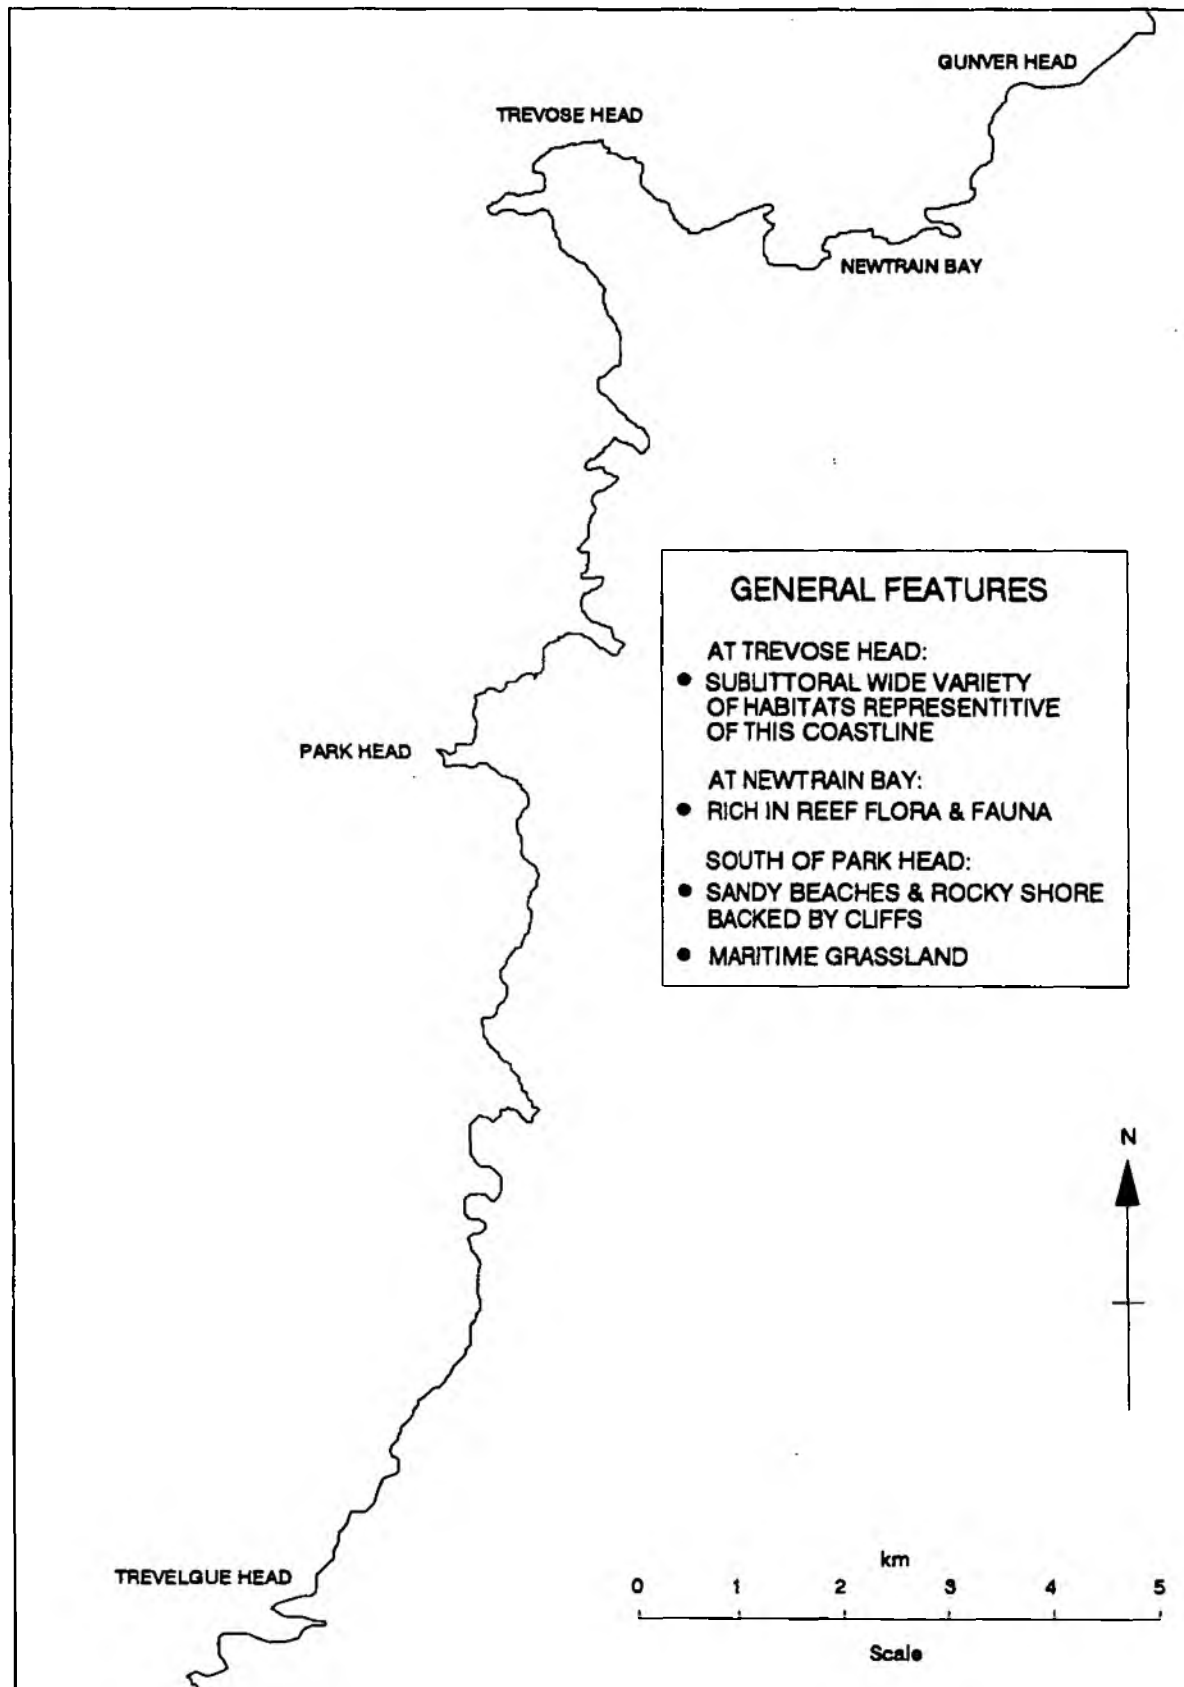 GUNVER HEAD
TREVOSE HEAD
NEWTRAIN BAY
GENERAL FEATURES
AT TREVOSE HEAD:
● SUBLITTORAL WIDE VARIETY
OF HABITATS REPRESENTITIVE
OF THIS COASTLINE
PARK HEAD
AT NEWTRAIN BAY:
● RICH IN REEF FLORA & FAUNA
SOUTH OF PARK HEAD:
● SANDY BEACHES & ROCKY SHORE
BACKED BY CLIFFS
● MARITIME GRASSLAND
N
TREVELGUE HEAD
km
0 1 2 3 4 5
Scale